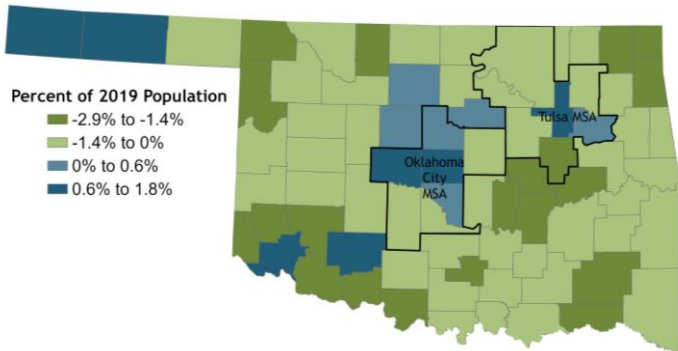 Percent of 2019 Population
-2.9% to -1.4%
-1.4% to 0%
0% to 0.6%
0.6% to 1.8%
Tulsa MSA
Oklahoma
City
MSA